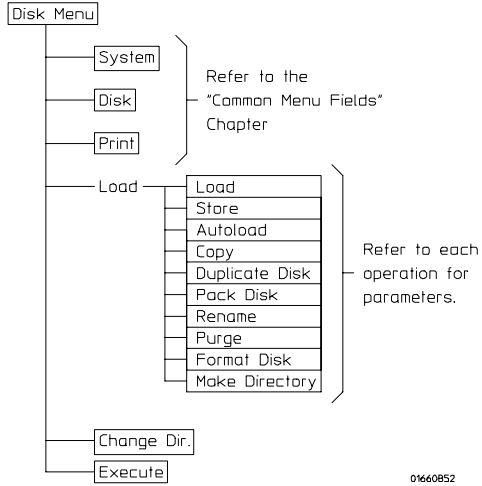 Disk Menu
System
Disk
Print
Refer to the
"Common Menu Fields"
Chapter
Load
Load
Store
Autoload
Copy
Duplicate Disk
Pack Disk
Rename
Purge
Format Disk
Make Directory
Refer to each
operation for
parameters.
Change Dir.
Execute
01660B52